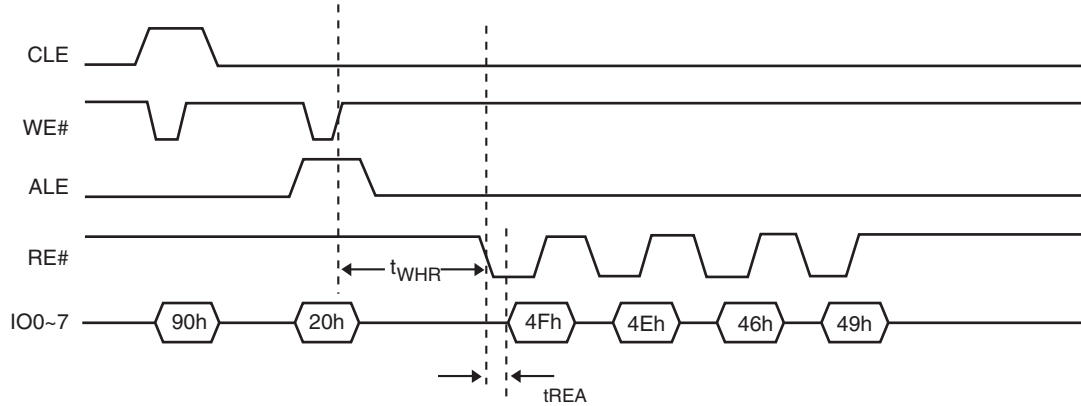 CLE
WE#
ALE
RE#
tWHR
IO0~7 90h 20h 4Fh 4Eh 46h 49h
tREA